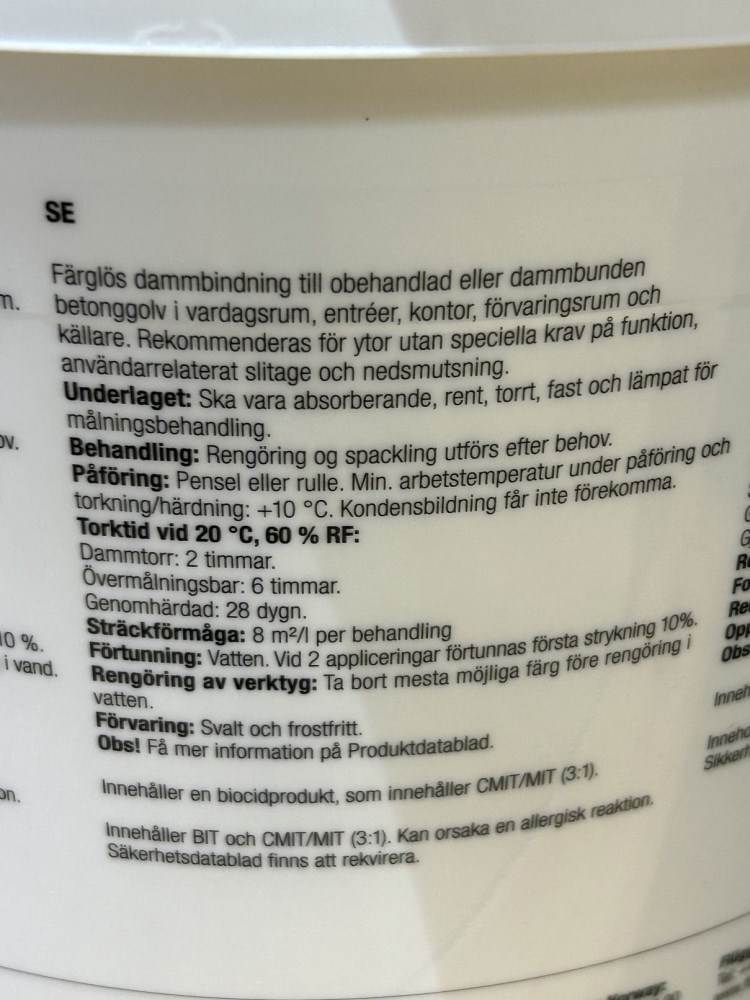 SE
Färglös dammbindning till obehandlad eller dammbunden
betonggolv i vardagsrum, entréer, kontor, förvaringsrum och
källare. Rekommenderas för ytor utan speciella krav på funktion,
användarrelaterat slitage och nedsmutsning.
Underlaget: Ska vara absorberande, rent, torrt, fast och lämpat för
målningsbehandling.
Behandling: Rengöring og spackling utförs efter behov.
Påföring: Pensel eller rulle. Min. arbetstemperatur under påföring och
torkning/härdning: +10 °C. Kondensbildning får inte förekomma.
Torktid vid 20 °C, 60 % RF:
Dammtorr: 2 timmar.
Övermålningsbar: 6 timmar.
Genomhärdad: 28 dygn.
Sträckförmåga: 8 m²/l per behandling
Förtunning: Vatten. Vid 2 appliceringar förtunnas första strykning 10%.
Rengöring av verktyg: Ta bort mesta möjliga färg före rengöring i
vatten.
Förvaring: Svalt och frostfritt.
Obs! Få mer information på Produktdatablad.
Innehåller en biocidprodukt, som innehåller CMIT/MIT (3:1).
Innehåller BIT och CMIT/MIT (3:1). Kan orsaka en allergisk reaktion.
Säkerhetsdatablad finns att rekvirera.
i vand.